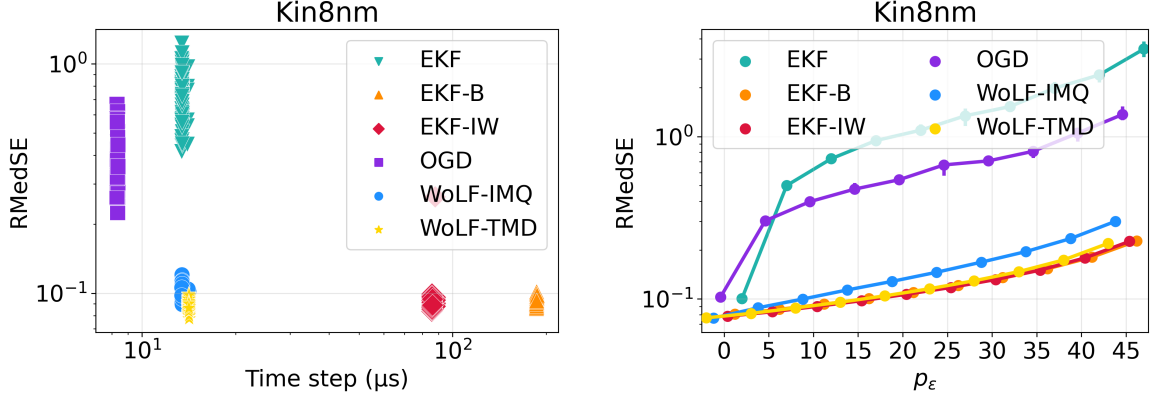 Kin8nm
RMedSE
10⁰
10⁻¹
EKF
EKF-B
EKF-IW
OGD
WoLF-IMQ
WoLF-TMD
10¹ 10²
Time step (µs)
Kin8nm
RMedSE
10⁰
10⁻¹
EKF OGD
EKF-B WoLF-IMQ
EKF-IW WoLF-TMD
0 5 10 15 20 25 30 35 40 45
pε